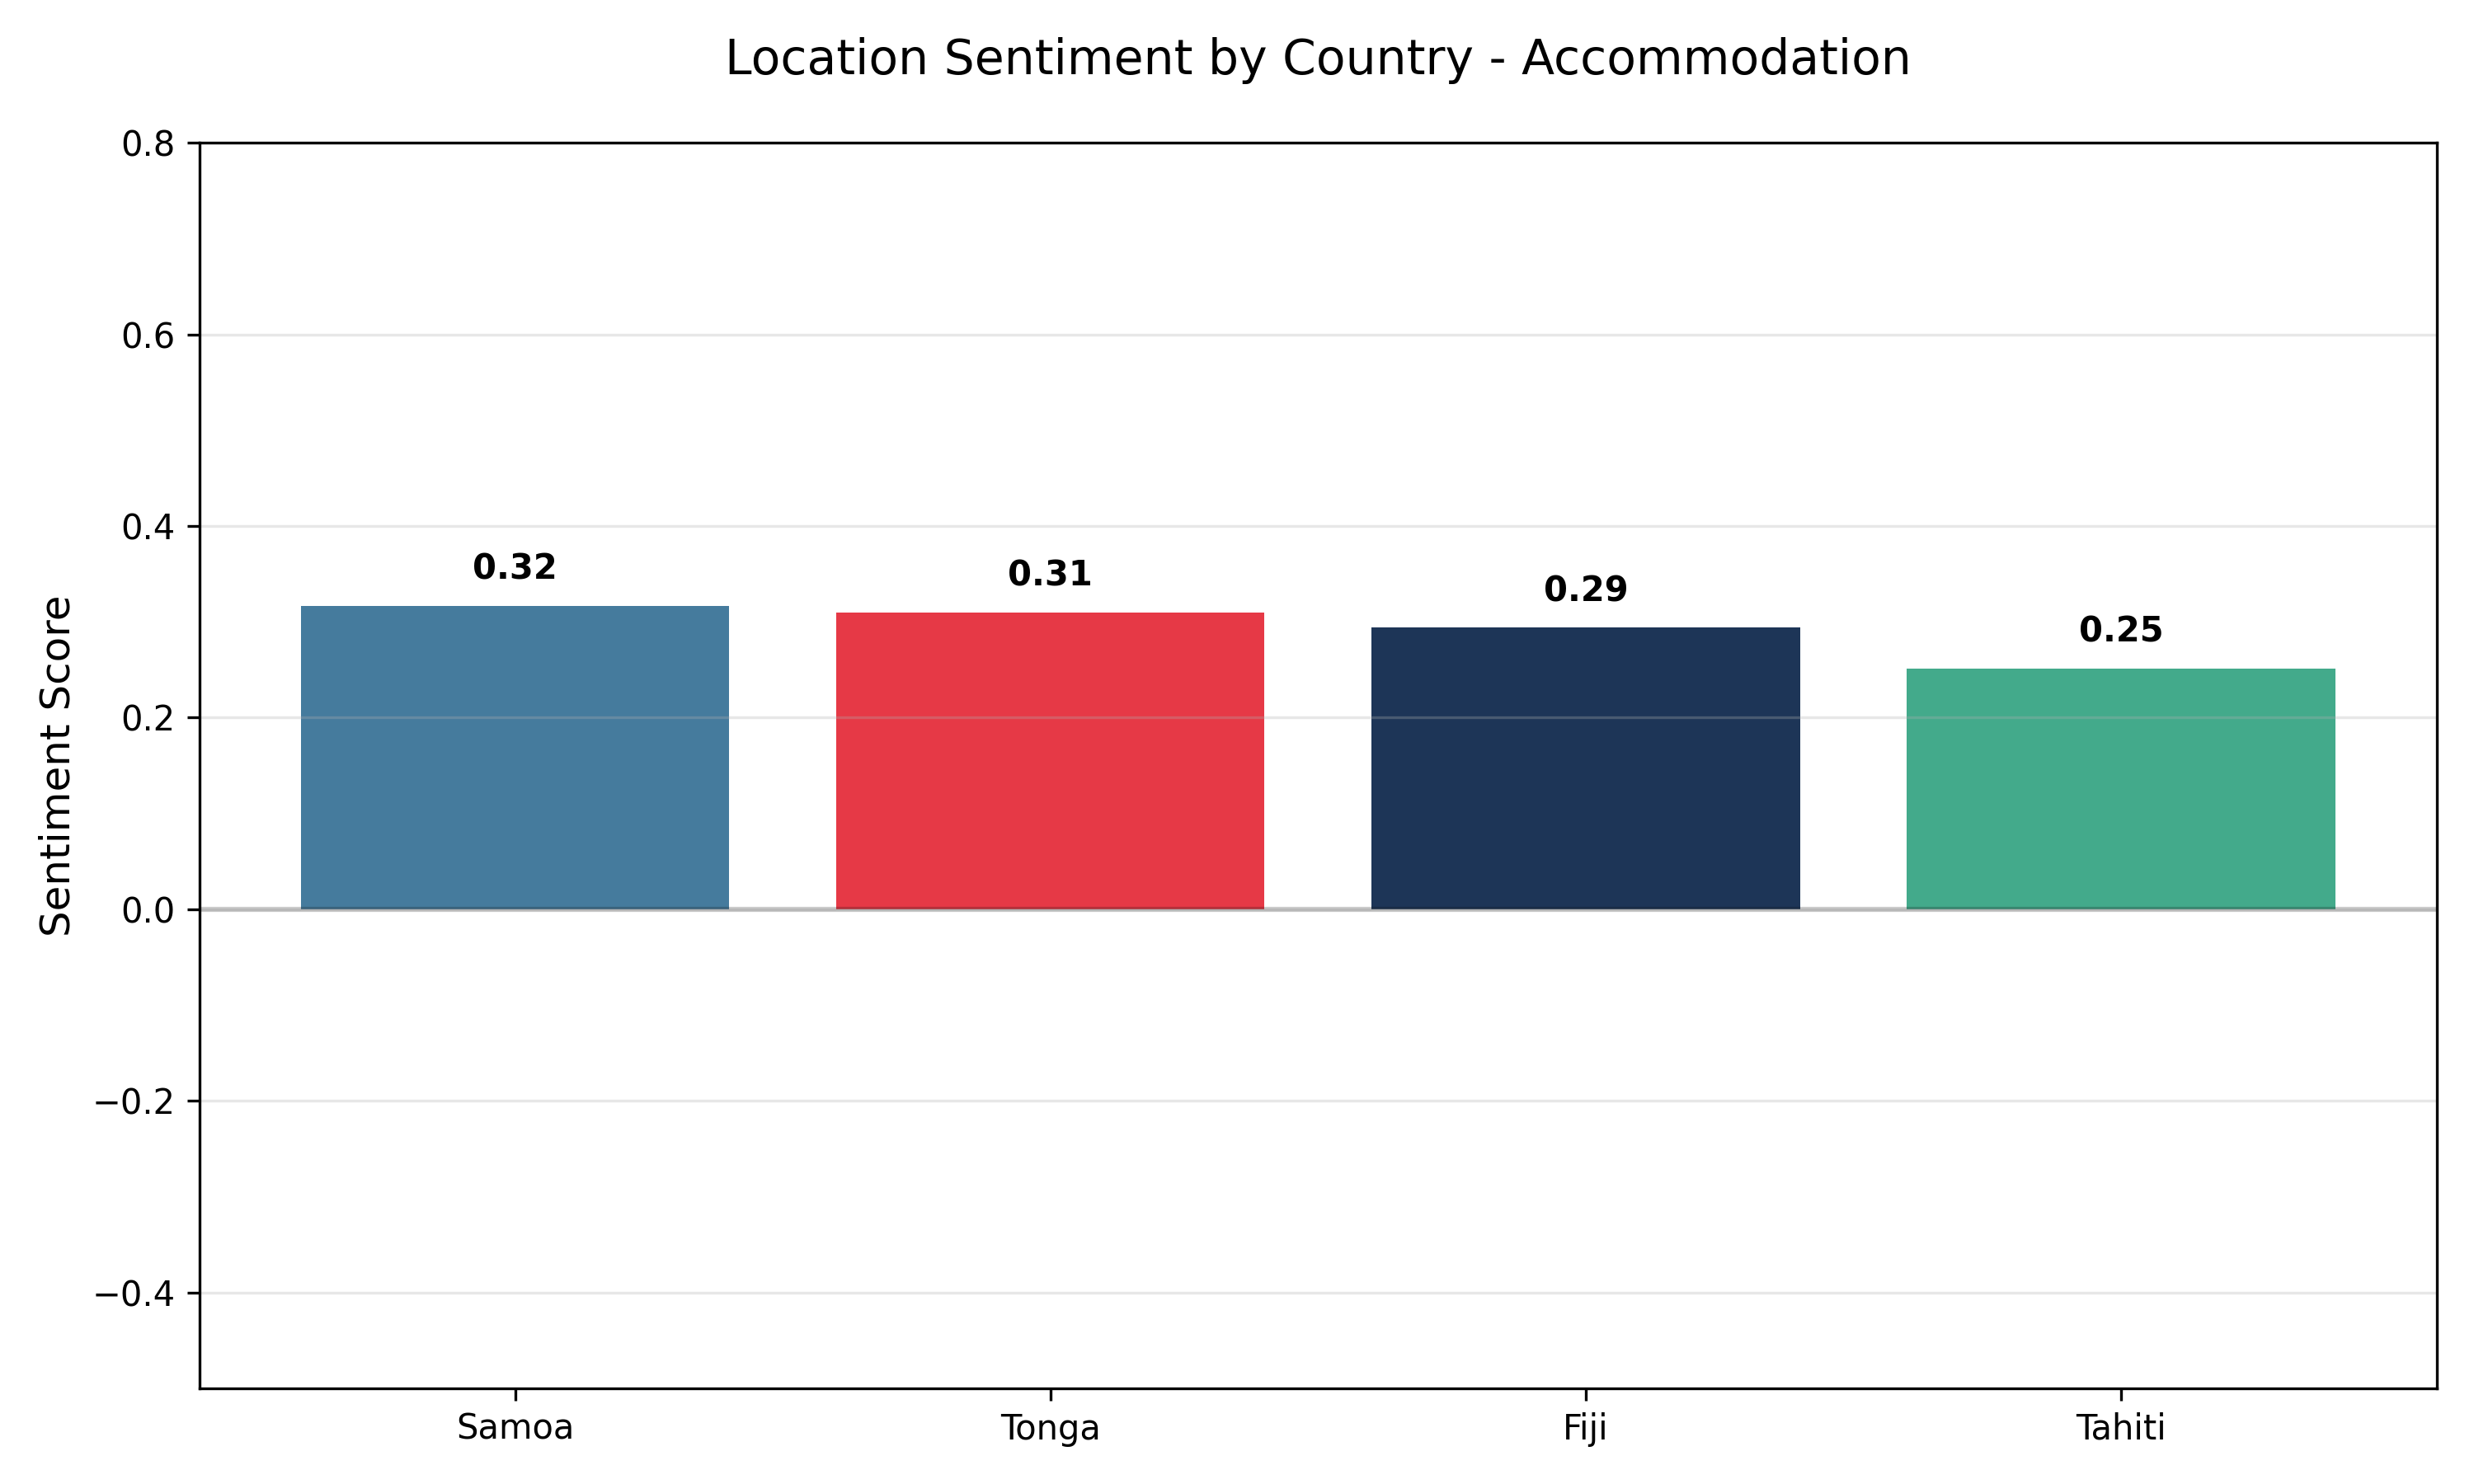 Location Sentiment by Country - Accommodation
0.8
0.6
0.4
0.2
0.0
−0.2
−0.4
Sentiment Score
0.32
0.31
0.29
0.25
Samoa
Tonga
Fiji
Tahiti